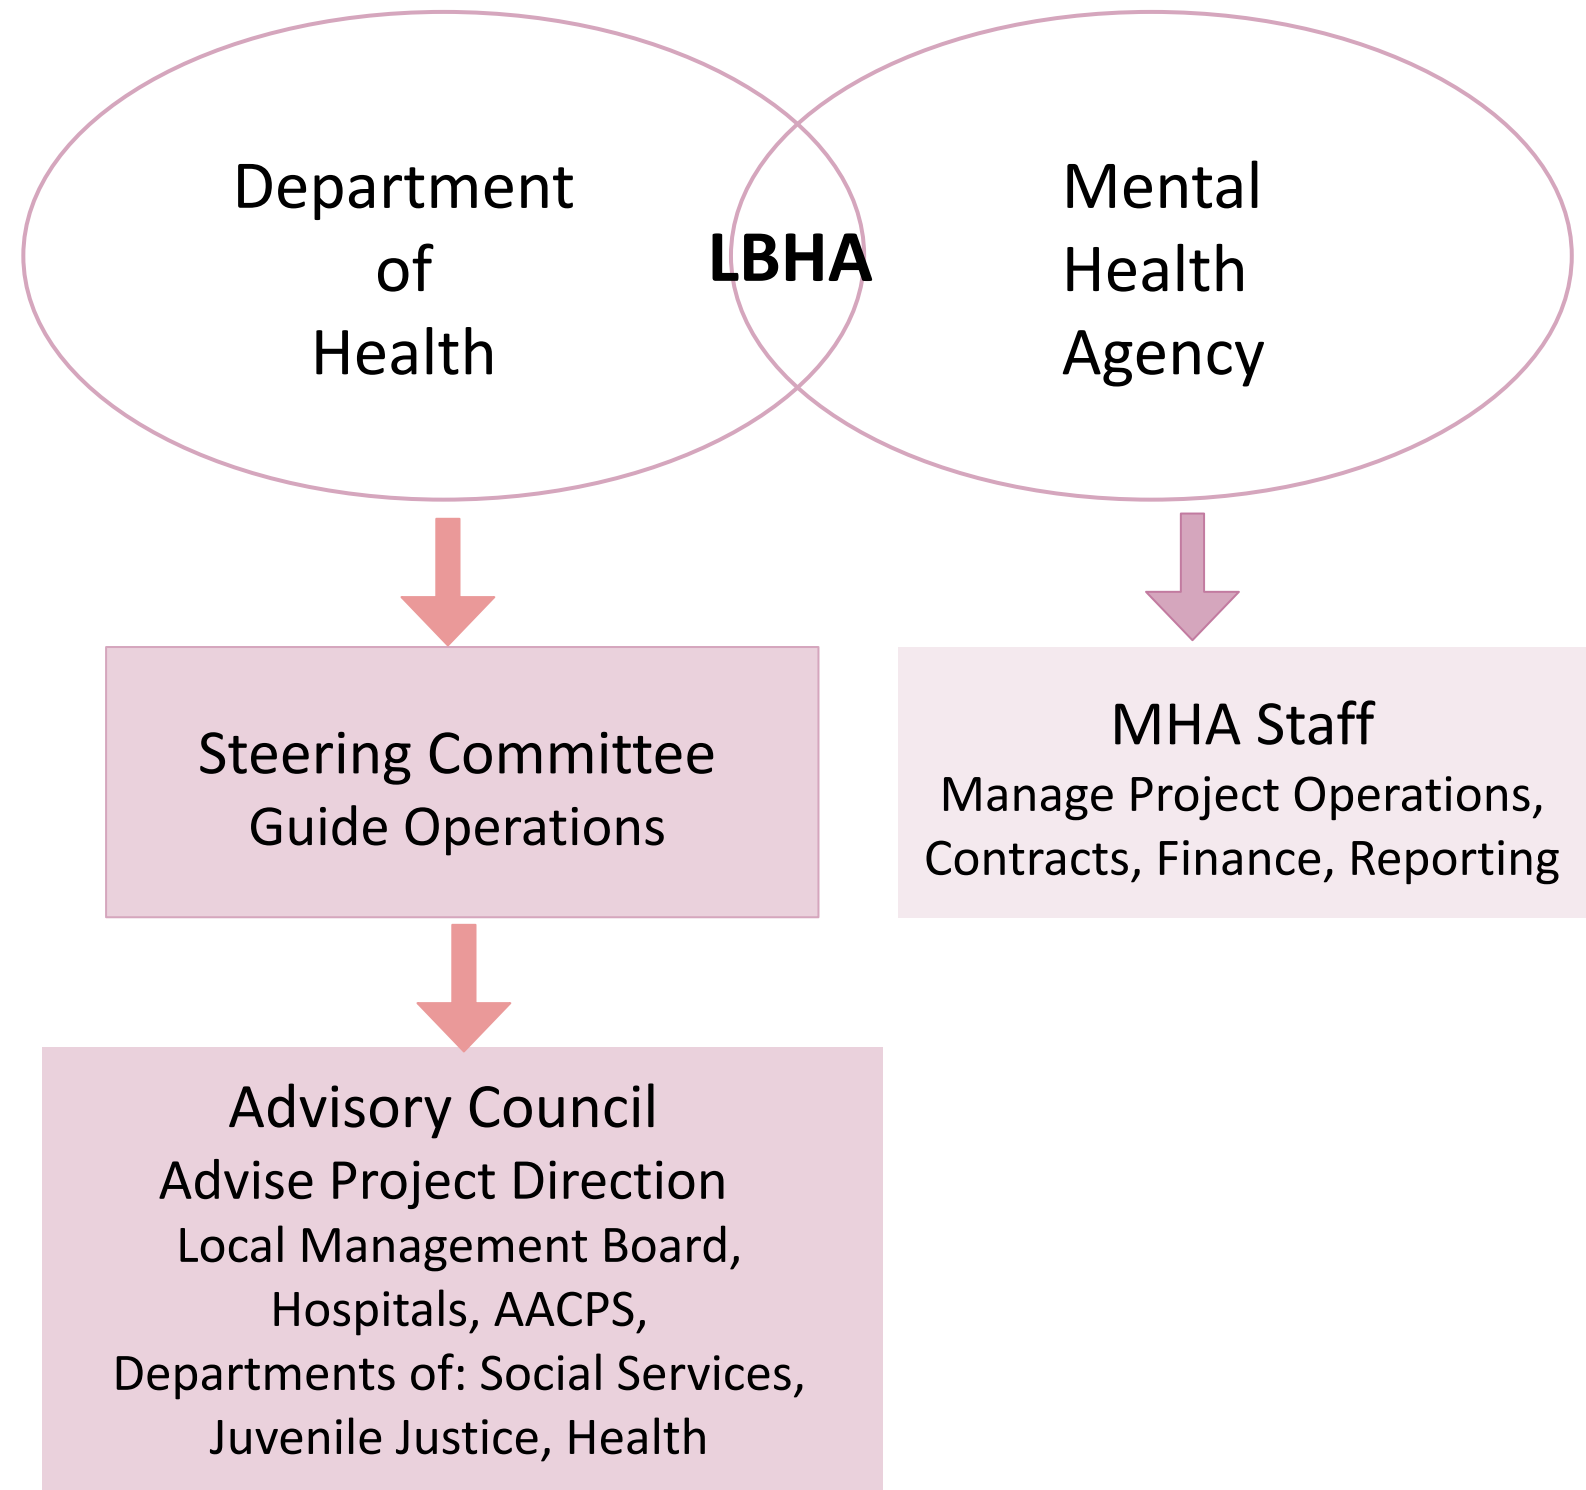 Department
of
Health
LBHA
Mental
Health
Agency
Steering Committee
Guide Operations
MHA Staff
Manage Project Operations,
Contracts, Finance, Reporting
Advisory Council
Advise Project Direction
Local Management Board,
Hospitals, AACPS,
Departments of: Social Services,
Juvenile Justice, Health